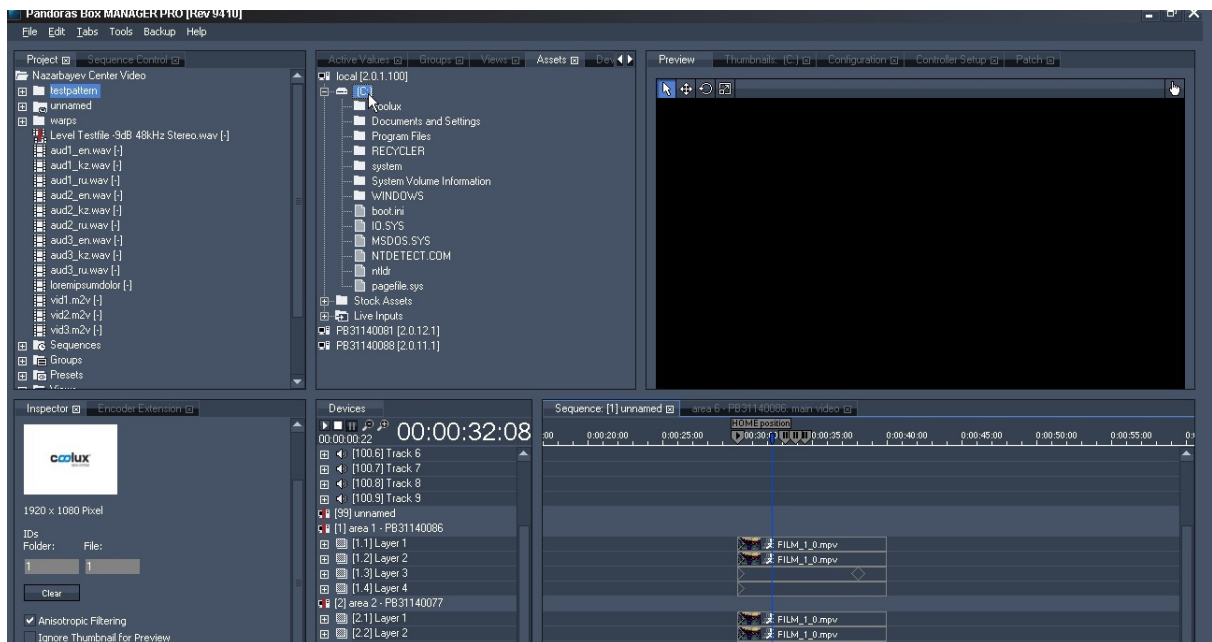 Pandoras Box MANAGER PRO [Rev 9410]
File Edit Tabs Tools Backup Help
Project Sequence Control
Nazarbayev Center Video
testpattern
unnamed
warps
Level Testfile -9dB 48kHz Stereo.wav [-]
aud1_en.wav [-]
aud1_kz.wav [-]
aud1_ru.wav [-]
aud2_en.wav [-]
aud2_kz.wav [-]
aud2_ru.wav [-]
aud3_en.wav [-]
aud3_kz.wav [-]
aud3_ru.wav [-]
loremipsumdolor [-]
vid1.m2v [-]
vid2.m2v [-]
vid3.m2v [-]
Sequences
Groups
Presets
Views
Active Values Groups Views Assets Dev
local [2.0.1.100]
[C:]
coolux
Documents and Settings
Program Files
RECYCLER
system
System Volume Information
WINDOWS
boot.ini
IO.SYS
MSDOS.SYS
NTDETECT.COM
ntldr
pagefile.sys
Stock Assets
Live Inputs
PB31140081 [2.0.12.1]
PB31140088 [2.0.11.1]
Preview Thumbnails: [C:] Configuration Controller Setup Patch
Inspector Encoder Extension
coolux
1920 x 1080 Pixel
IDs
Folder: File:
1 1
Clear
Anisotropic Filtering
Ignore Thumbnail for Preview
Devices
00:00:00:22 00:00:32:08
[100.6] Track 6
[100.7] Track 7
[100.8] Track 8
[100.9] Track 9
[99] unnamed
[1] area 1 - PB31140086
[1.1] Layer 1
[1.2] Layer 2
[1.3] Layer 3
[1.4] Layer 4
[2] area 2 - PB31140077
[2.1] Layer 1
[2.2] Layer 2
Sequence: [1] unnamed area 6 - PB31140086: main video
HOME position
:00 0:00:20:00 0:00:25:00 0:00:35:00 0:00:40:00 0:00:45:00 0:00:50:00 0:00:55:00
FILM_1_0.mpv
FILM_1_0.mpv
FILM_1_0.mpv
FILM_1_0.mpv